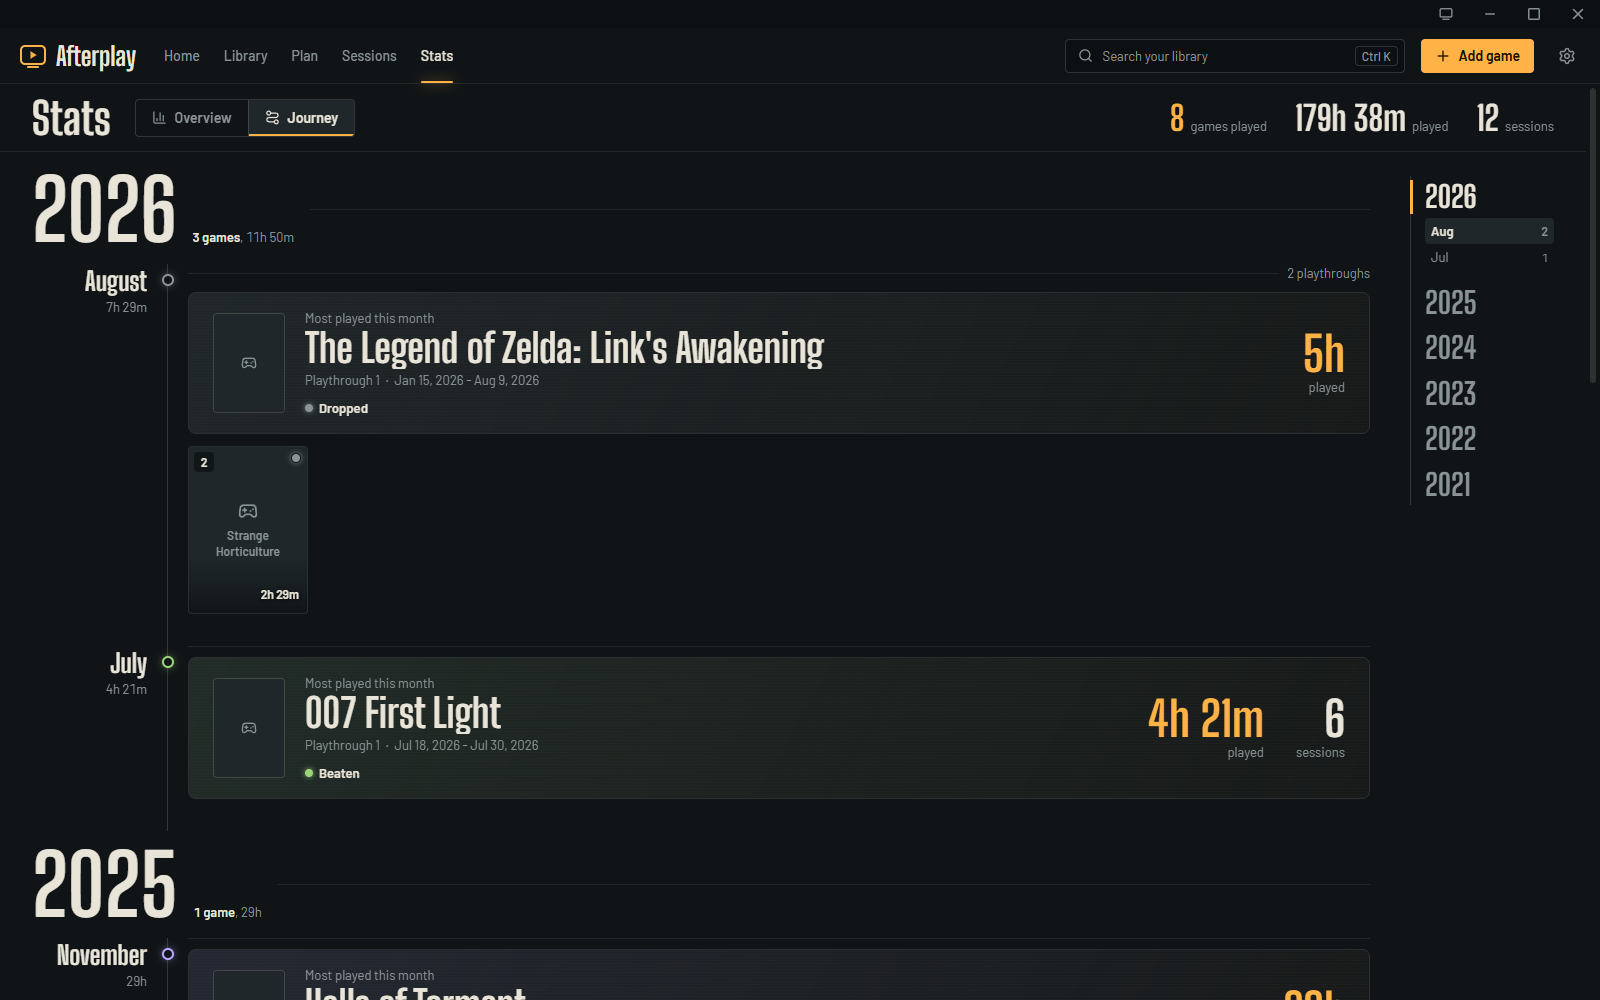 Afterplay
Home
Library
Plan
Sessions
Stats
Search your library
Ctrl K
Add game
Stats
Overview
Journey
8 games played
179h 38m played
12 sessions
2026
3 games, 11h 50m
August
7h 29m
2 playthroughs
Most played this month
The Legend of Zelda: Link's Awakening
Playthrough 1 · Jan 15, 2026 - Aug 9, 2026
Dropped
5h
played
2
Strange
Horticulture
2h 29m
July
4h 21m
Most played this month
007 First Light
Playthrough 1 · Jul 18, 2026 - Jul 30, 2026
Beaten
4h 21m
played
6
sessions
2025
1 game, 29h
November
29h
Most played this month
Halls of Torment
29h
2026
Aug 2
Jul 1
2025
2024
2023
2022
2021